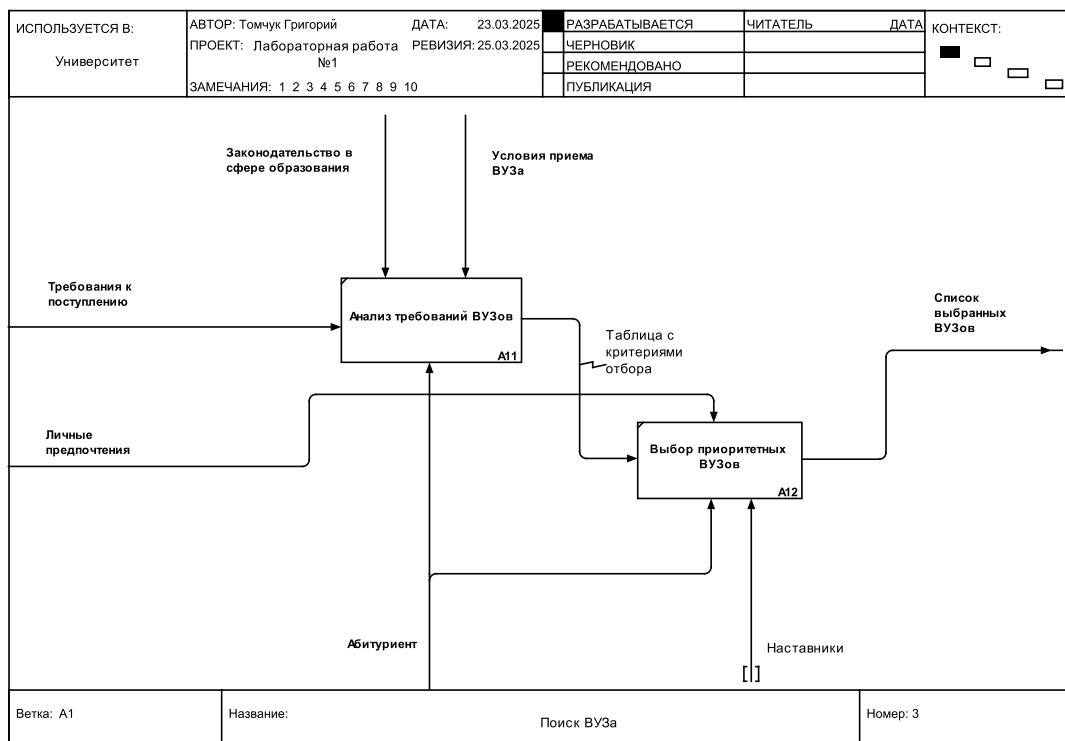 ИСПОЛЬЗУЕТСЯ В:
Университет
АВТОР: Томчук Григорий
ДАТА: 23.03.2025
ПРОЕКТ: Лабораторная работа
№1
РЕВИЗИЯ: 25.03.2025
ЗАМЕЧАНИЯ: 1 2 3 4 5 6 7 8 9 10
РАЗРАБАТЫВАЕТСЯ
ЧЕРНОВИК
РЕКОМЕНДОВАНО
ПУБЛИКАЦИЯ
ЧИТАТЕЛЬ
ДАТА
КОНТЕКСТ:
Законодательство в
сфере образования
Условия приема
ВУЗа
Требования к
поступлению
Анализ требований ВУЗов
А11
Таблица с
критериями
отбора
Список
выбранных
ВУЗов
Личные
предпочтения
Выбор приоритетных
ВУЗов
А12
Абитуриент
Наставники
Ветка: А1
Название:
Поиск ВУЗа
Номер: 3